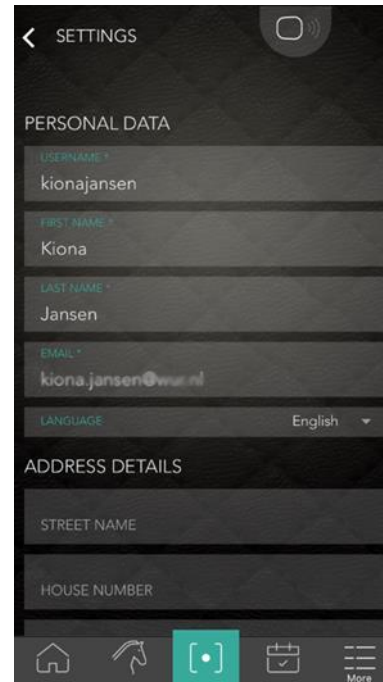 SETTINGS
PERSONAL DATA
USERNAME *
kionajansen
FIRST NAME *
Kiona
LAST NAME *
Jansen
EMAIL *
LANGUAGE English
ADDRESS DETAILS
STREET NAME
HOUSE NUMBER
More